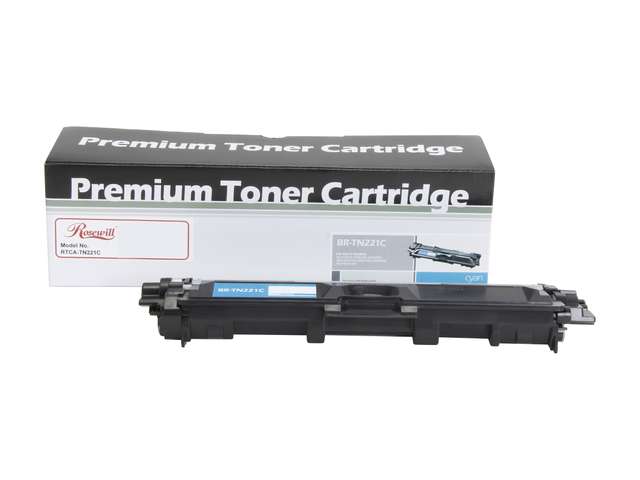 Premium Toner Cartridge
Premium Toner Cartridge
Rosewill
Model No.
RTCA-TN221C
BR-TN221C
cyan
BR-TN221C